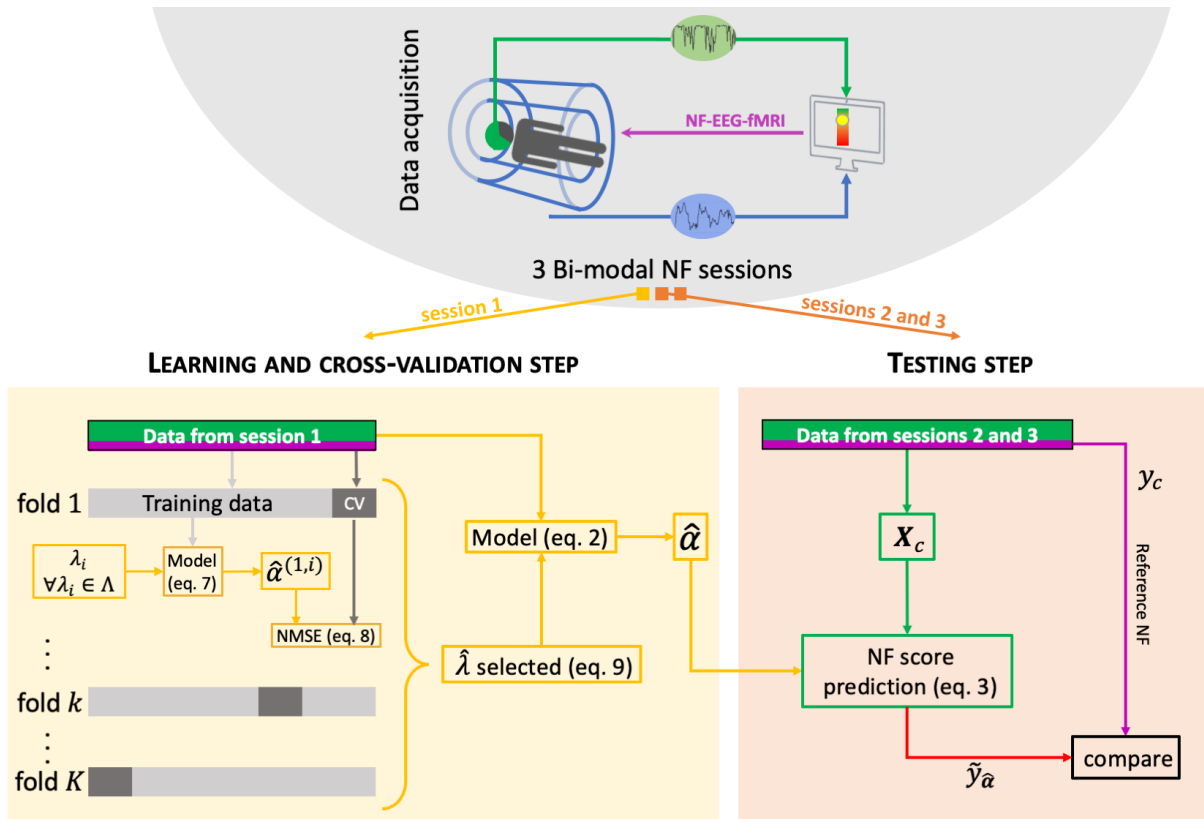 Data acquisition
NF-EEG-fMRI
3 Bi-modal NF sessions
session 1
sessions 2 and 3
LEARNING AND CROSS-VALIDATION STEP
Data from session 1
fold 1
Training data
CV
λᵢ
∀λᵢ ∈ Λ
Model
(eq. 7)
α̂⁽¹,ⁱ⁾
NMSE (eq. 8)
⋮
fold k
⋮
fold K
Model (eq. 2)
α̂
λ̂ selected (eq. 9)
TESTING STEP
Data from sessions 2 and 3
y_c
X_c
Reference NF
NF score
prediction (eq. 3)
ỹ_α̂
compare